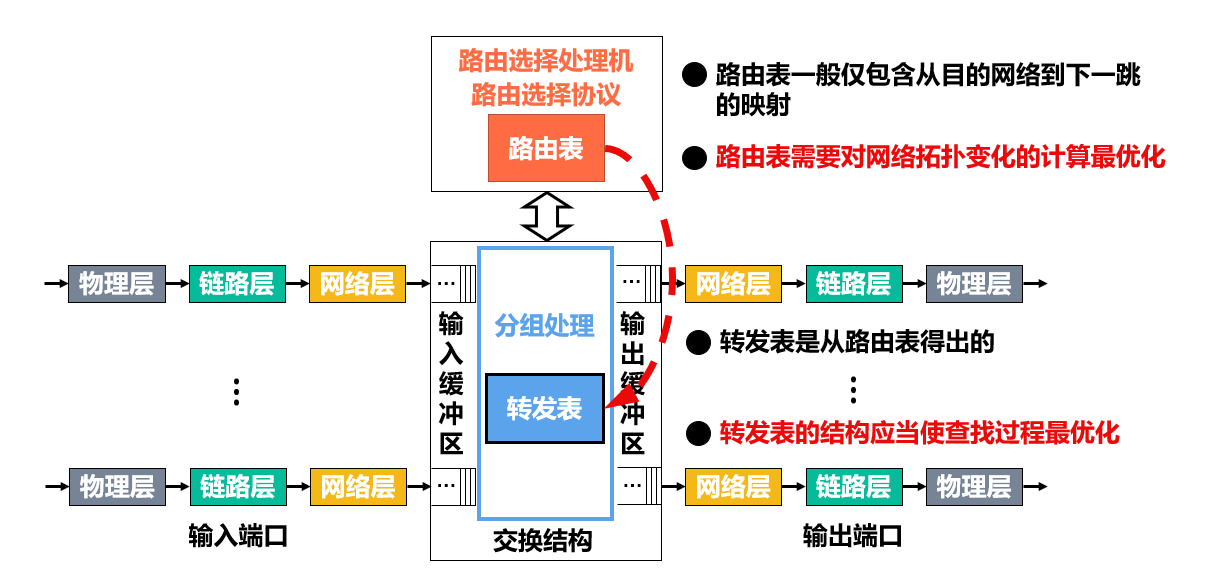 路由选择处理机
路由选择协议
路由表
路由表一般仅包含从目的网络到下一跳
的映射
路由表需要对网络拓扑变化的计算最优化
物理层
链路层
网络层
...
...
网络层
链路层
物理层
输入缓冲区
分组处理
转发表
输出缓冲区
转发表是从路由表得出的
转发表的结构应当使查找过程最优化
物理层
链路层
网络层
...
...
网络层
链路层
物理层
输入端口
交换结构
输出端口